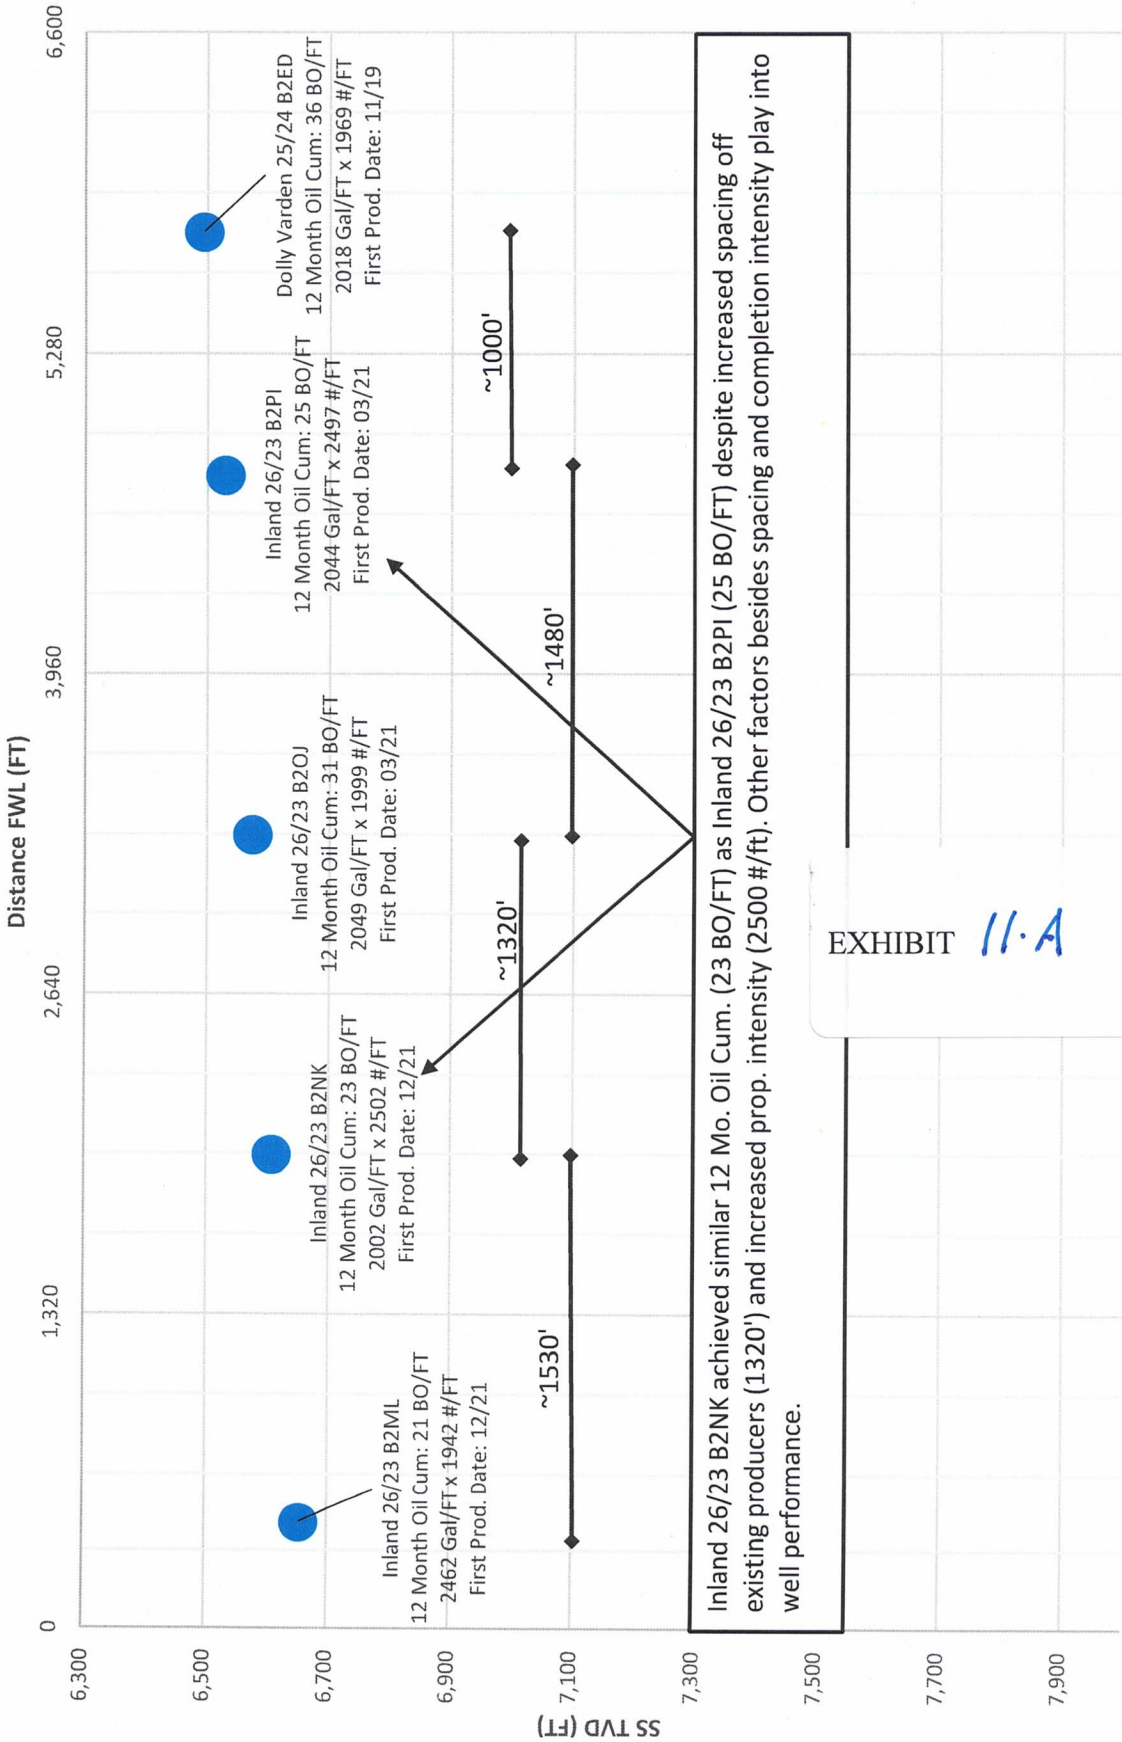 Distance FWL (FT)
0
1,320
2,640
3,960
5,280
6,600
6,300
6,500
6,700
6,900
7,100
7,300
7,500
7,700
7,900
SS TVD (FT)
Inland 26/23 B2ML
12 Month Oil Cum: 21 BO/FT
2462 Gal/FT x 1942 #/FT
First Prod. Date: 12/21
Inland 26/23 B2NK
12 Month Oil Cum: 23 BO/FT
2002 Gal/FT x 2502 #/FT
First Prod. Date: 12/21
Inland 26/23 B2OJ
12 Month Oil Cum: 31 BO/FT
2049 Gal/FT x 1999 #/FT
First Prod. Date: 03/21
Inland 26/23 B2PI
12 Month Oil Cum: 25 BO/FT
2044 Gal/FT x 2497 #/FT
First Prod. Date: 03/21
Dolly Varden 25/24 B2ED
12 Month Oil Cum: 36 BO/FT
2018 Gal/FT x 1969 #/FT
First Prod. Date: 11/19
~1530'
~1320'
~1480'
~1000'
Inland 26/23 B2NK achieved similar 12 Mo. Oil Cum. (23 BO/FT) as Inland 26/23 B2PI (25 BO/FT) despite increased spacing off
existing producers (1320') and increased prop. intensity (2500 #/ft). Other factors besides spacing and completion intensity play into
well performance.
EXHIBIT 11.A